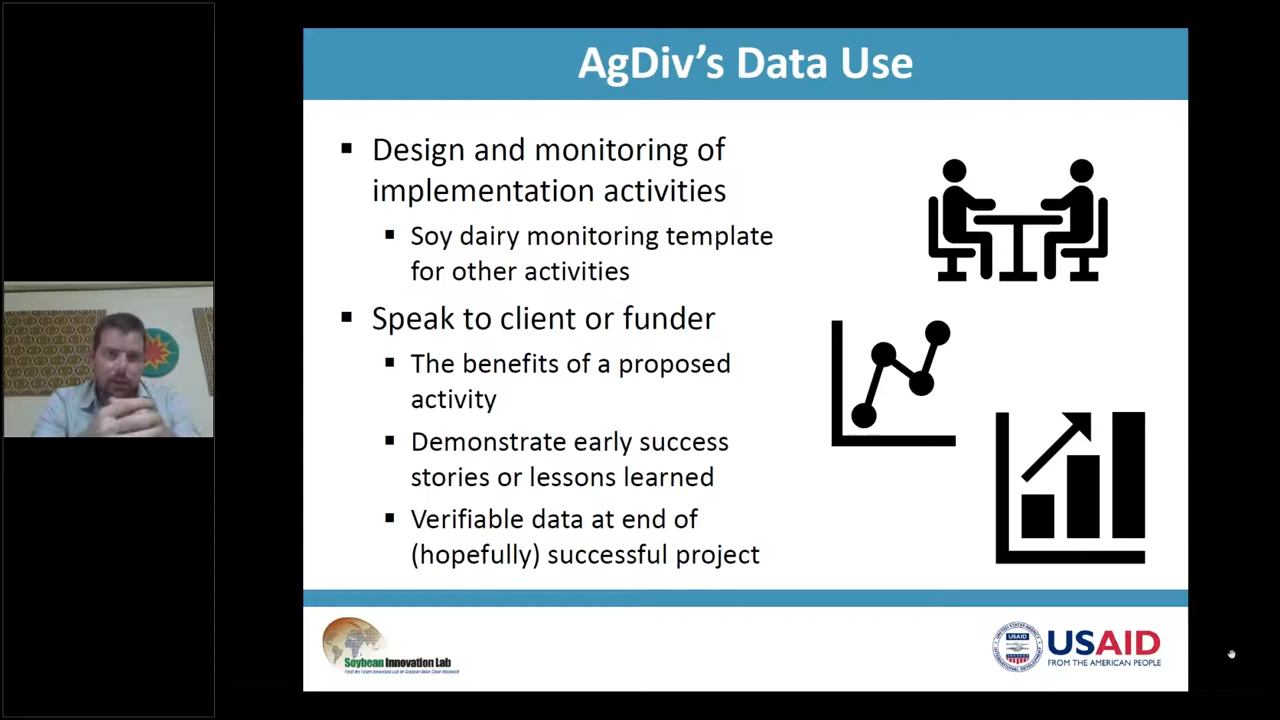 AgDiv's Data Use
Design and monitoring of
implementation activities
Soy dairy monitoring template
for other activities
Speak to client or funder
The benefits of a proposed
activity
Demonstrate early success
stories or lessons learned
Verifiable data at end of
(hopefully) successful project
Soybean Innovation Lab
USAID
USAID
FROM THE AMERICAN PEOPLE